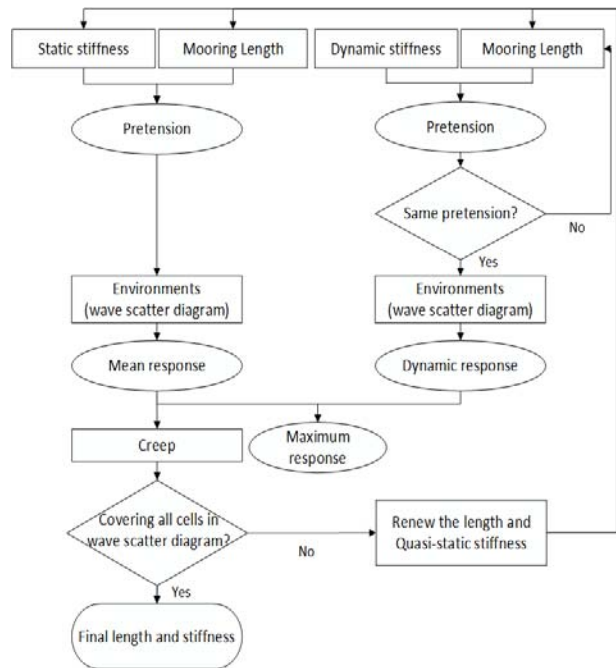 Static stiffness
Mooring Length
Dynamic stiffness
Mooring Length
Pretension
Pretension
Same pretension?
No
Yes
Environments
(wave scatter diagram)
Environments
(wave scatter diagram)
Mean response
Dynamic response
Creep
Maximum
response
Covering all cells in
wave scatter diagram?
No
Renew the length and
Quasi-static stiffness
Yes
Final length and stiffness